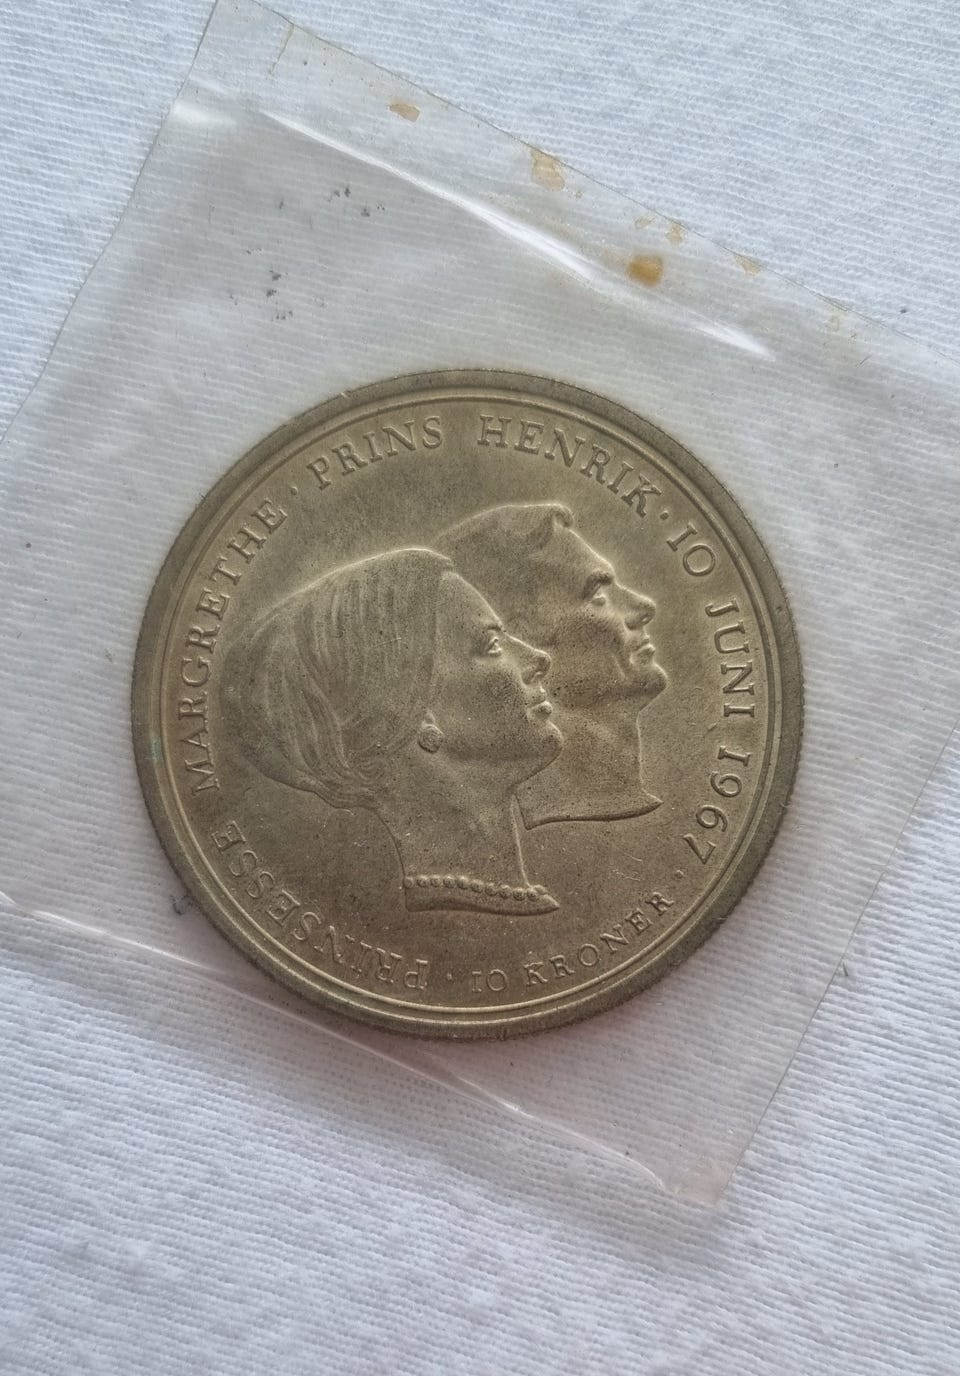 PRINSESSE MARGRETHE · PRINS HENRIK · 10 JUNI 1967 ·
10 KRONER ·